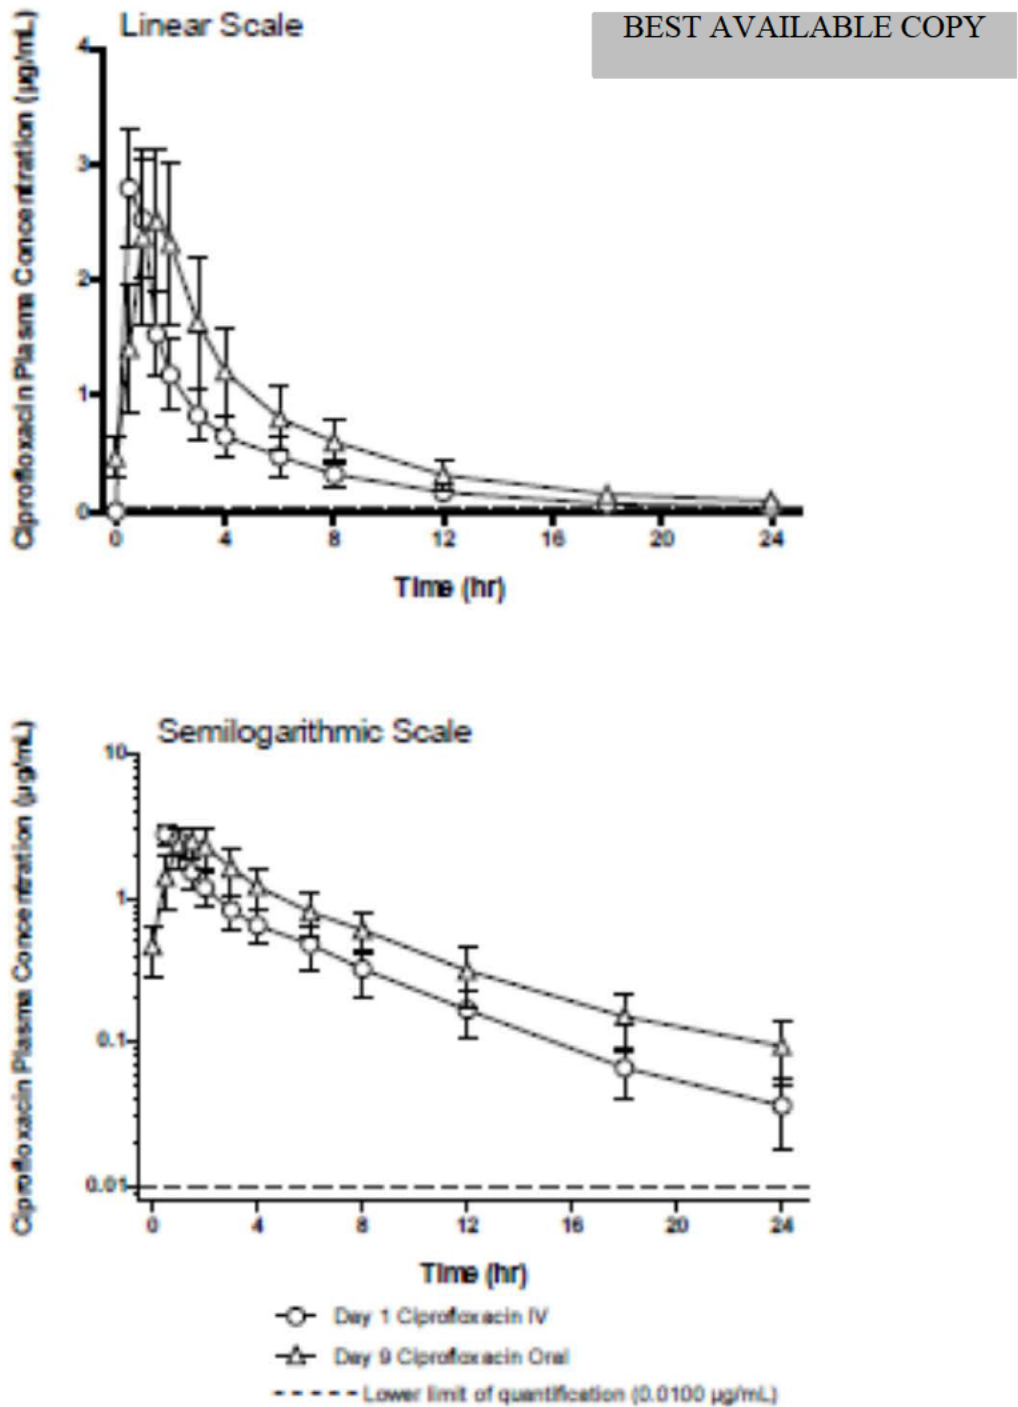 Linear Scale
BEST AVAILABLE COPY
Ciprofloxacin Plasma Concentration (µg/mL)
4
3
2
1
0
0 4 8 12 16 20 24
Time (hr)
Semilogarithmic Scale
Ciprofloxacin Plasma Concentration (µg/mL)
10
1
0.1
0.01
0 4 8 12 16 20 24
Time (hr)
Day 1 Ciprofloxacin IV
Day 9 Ciprofloxacin Oral
Lower limit of quantification (0.0100 µg/mL)